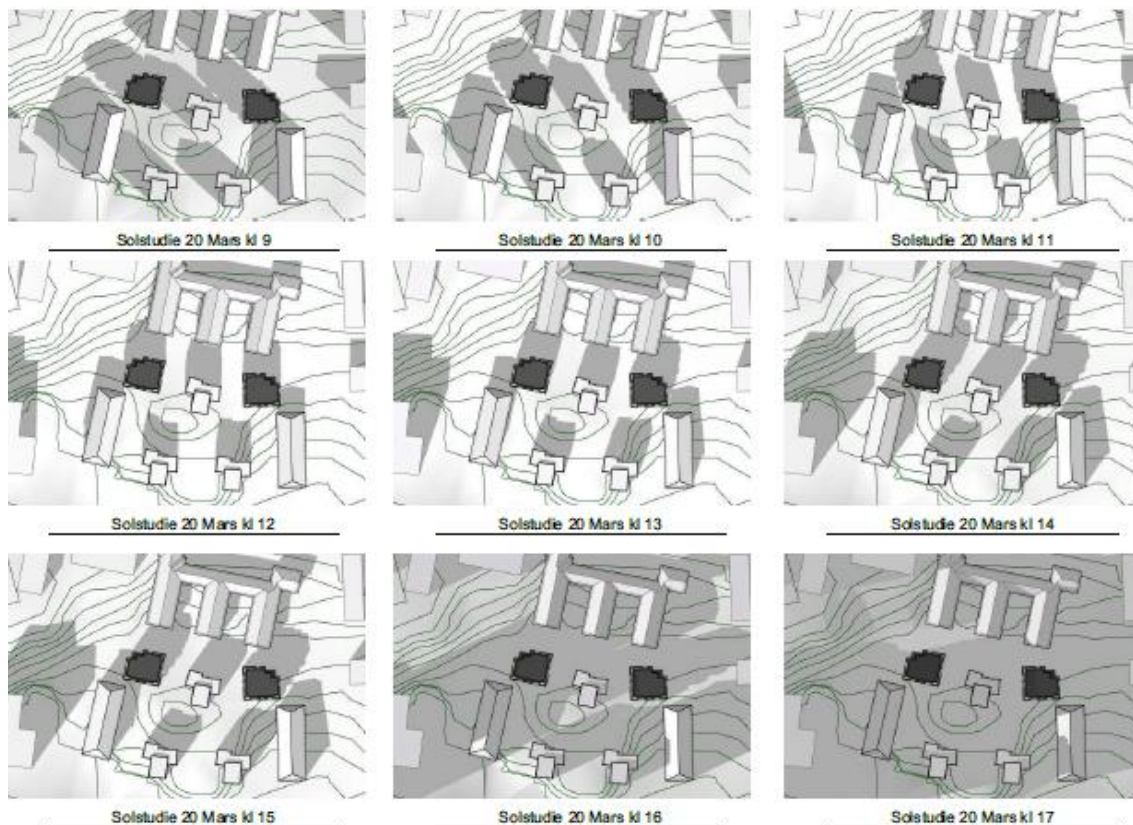 Solstudie 20 Mars kl 9
Solstudie 20 Mars kl 10
Solstudie 20 Mars kl 11
Solstudie 20 Mars kl 12
Solstudie 20 Mars kl 13
Solstudie 20 Mars kl 14
Solstudie 20 Mars kl 15
Solstudie 20 Mars kl 16
Solstudie 20 Mars kl 17